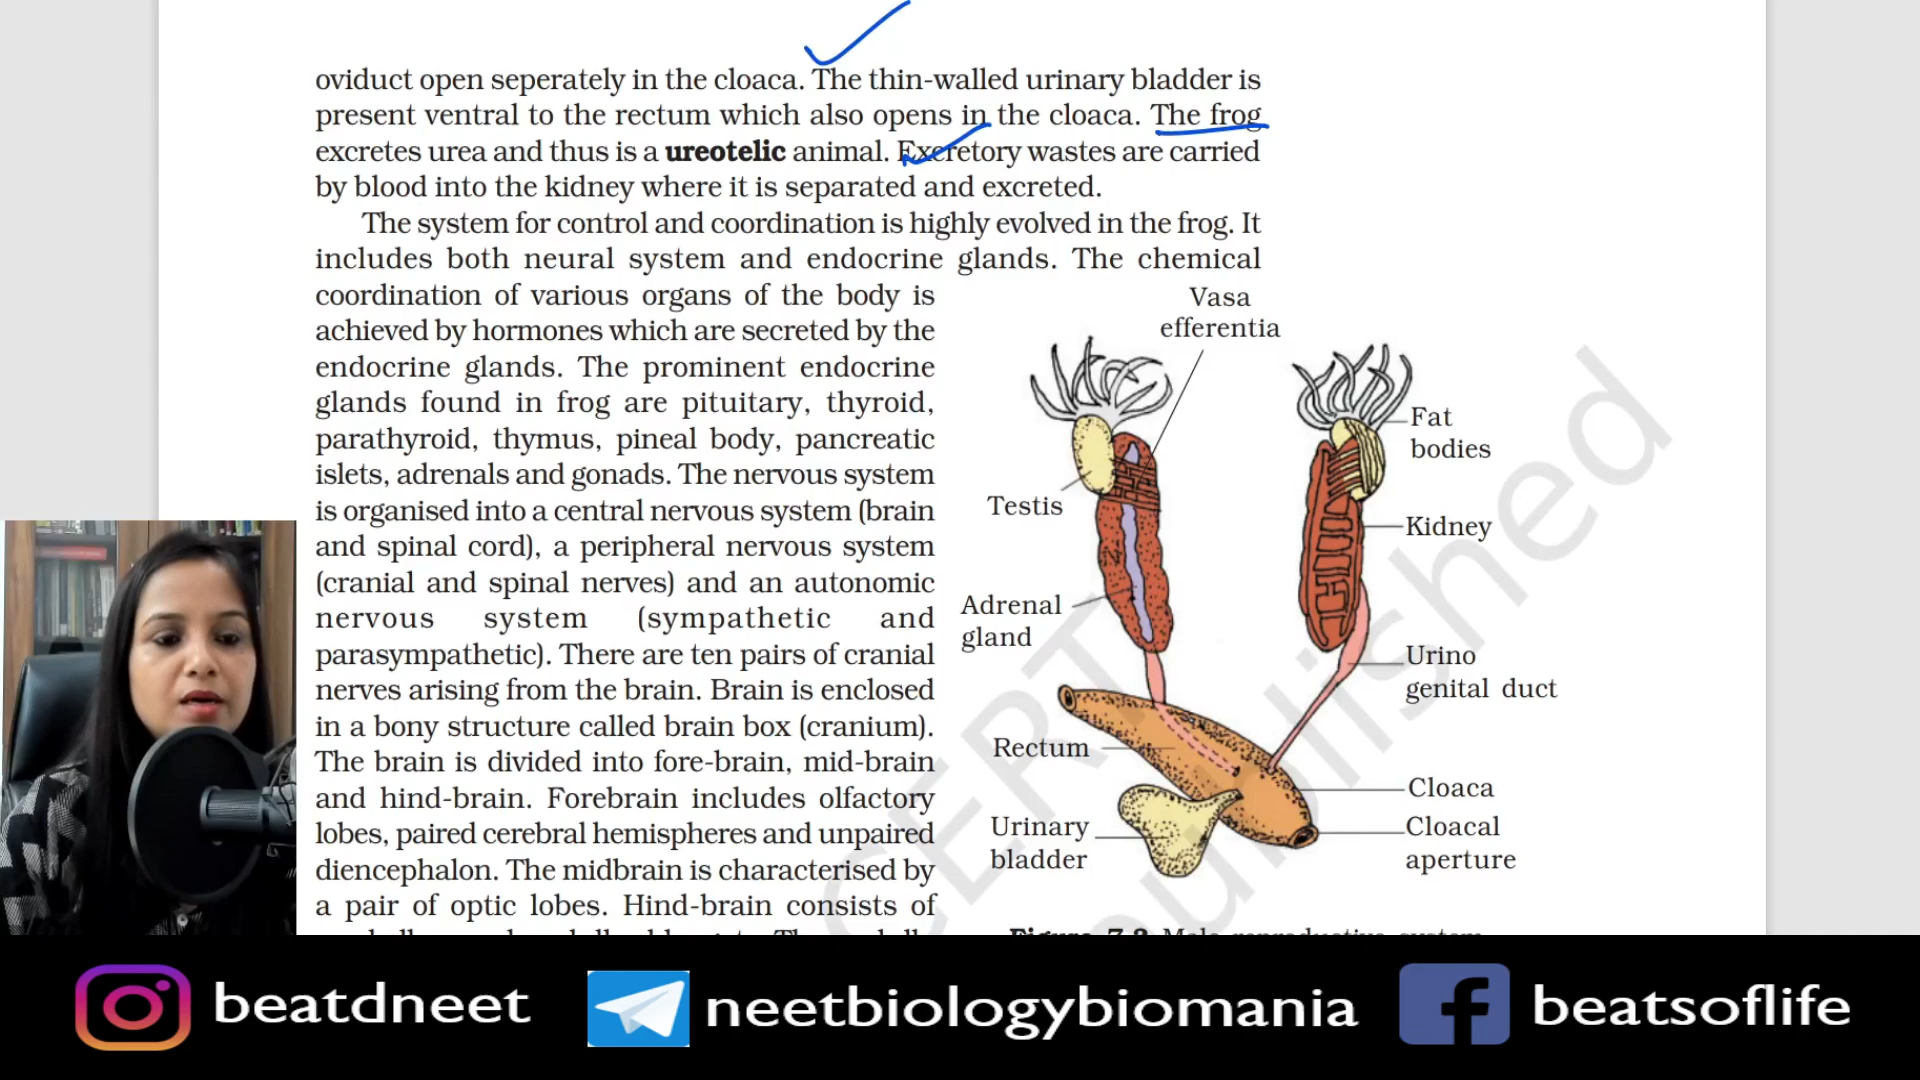 oviduct open seperately in the cloaca. The thin-walled urinary bladder is
present ventral to the rectum which also opens in the cloaca. The frog
excretes urea and thus is a ureotelic animal. Excretory wastes are carried
by blood into the kidney where it is separated and excreted.
The system for control and coordination is highly evolved in the frog. It
includes both neural system and endocrine glands. The chemical
coordination of various organs of the body is
achieved by hormones which are secreted by the
endocrine glands. The prominent endocrine
glands found in frog are pituitary, thyroid,
parathyroid, thymus, pineal body, pancreatic
islets, adrenals and gonads. The nervous system
is organised into a central nervous system (brain
and spinal cord), a peripheral nervous system
(cranial and spinal nerves) and an autonomic
nervous system (sympathetic and
parasympathetic). There are ten pairs of cranial
nerves arising from the brain. Brain is enclosed
in a bony structure called brain box (cranium).
The brain is divided into fore-brain, mid-brain
and hind-brain. Forebrain includes olfactory
lobes, paired cerebral hemispheres and unpaired
diencephalon. The midbrain is characterised by
a pair of optic lobes. Hind-brain consists of
Vasa
efferentia
Fat
bodies
Testis
Kidney
Adrenal
gland
Urino
genital duct
Rectum
Cloaca
Urinary
bladder
Cloacal
aperture
beatdneet
neetbiologybiomania
beatsoflife